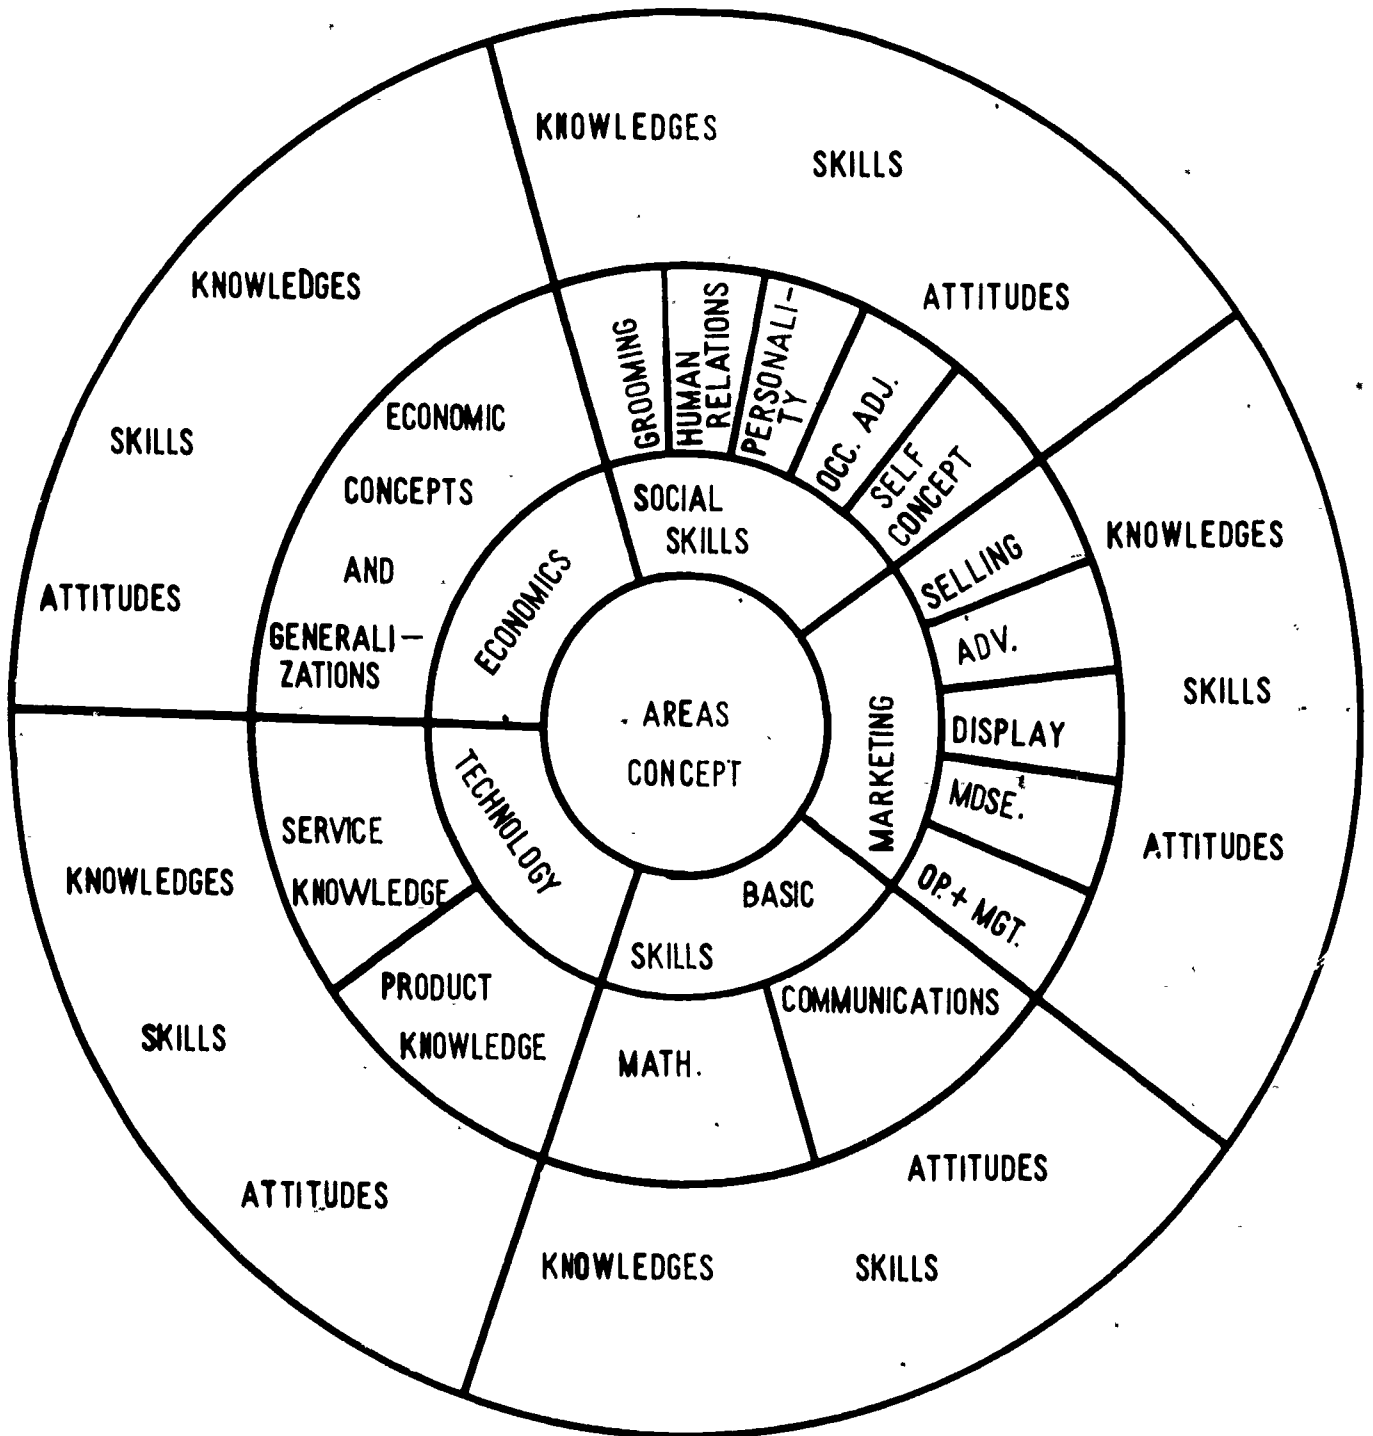 KNOWLEDGES
SKILLS
ATTITUDES
GROOMING
HUMAN
RELATIONS
PERSONALI-
TY
OCC. ADJ.
SELF
CONCEPT
SOCIAL
SKILLS
KNOWLEDGES
SKILLS
ATTITUDES
SELLING
ADV.
DISPLAY
MDSE.
OP. + MGT.
MARKETING
ATTITUDES
SKILLS
KNOWLEDGES
COMMUNICATIONS
MATH.
BASIC
SKILLS
KNOWLEDGES
SKILLS
ATTITUDES
SERVICE
KNOWLEDGE
PRODUCT
KNOWLEDGE
TECHNOLOGY
KNOWLEDGES
SKILLS
ATTITUDES
ECONOMIC
CONCEPTS
AND
GENERALI-
ZATIONS
ECONOMICS
AREAS
CONCEPT